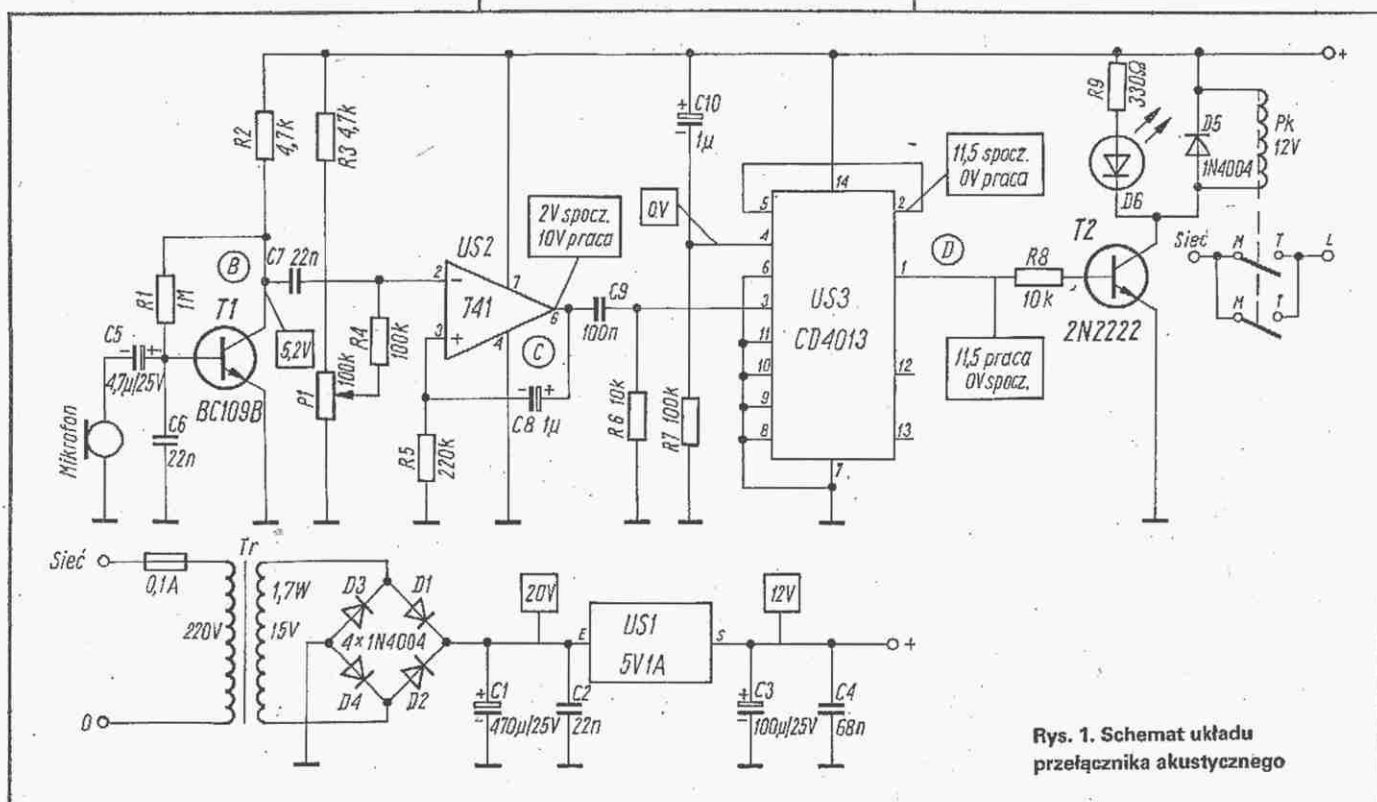 +
R2
4,7k
R3 4,7k
+
C10
-
1µ
R9
330Ω
D6
D5
1N4004
Pk
12V
11,5 spocz.
0V praca
14
5
2
2V spocz.
10V praca
0V
4
Sieć
M
T
L
M
T
B
C7 22n
US2
R1
1M
T1
2
-
7
741
C9
6
1
D
R8
T2
5,2V
R4
100k
6
3
US3
10k
3
+
4
C
100n
11
CD4013
2N2222
C5
-
+
4,7µ/25V
BC109B
P1
100k
10
12
11,5 praca
0V spocz.
C8 1µ
R6 10k
R7 100k
9
Mikrofon
C6
22n
R5
220k
8
13
7
Sieć
0,1A
Tr
1,7W
D3
D1
20V
12V
220V
15V
4×1N4004
E
US1
S
+
5V1A
D4
D2
+
C1
-
470µ/25V
C2
22n
+
C3
-
100µ/25V
C4
68n
0
Rys. 1. Schemat układu
przełącznika akustycznego